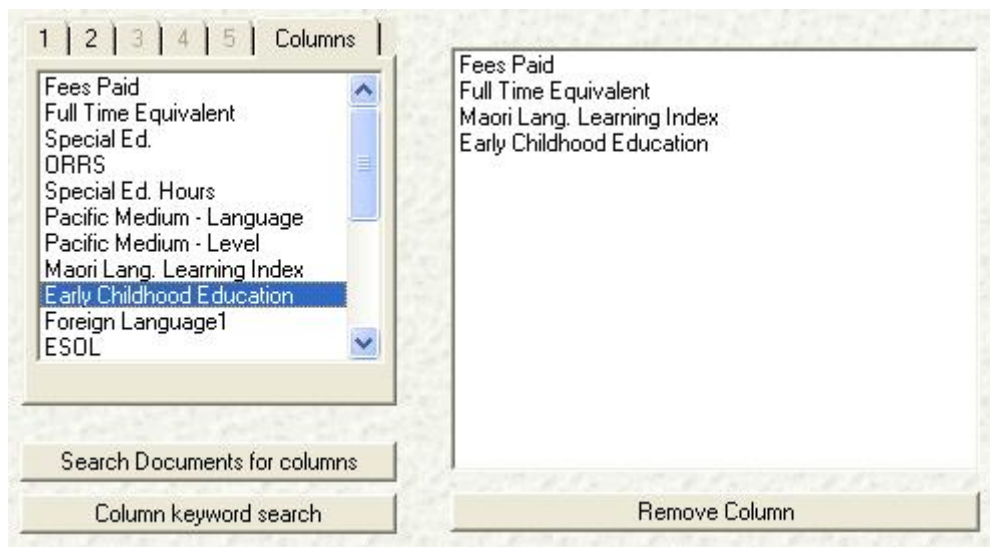 1 2 3 4 5 Columns
Fees Paid
Full Time Equivalent
Special Ed.
ORRS
Special Ed. Hours
Pacific Medium - Language
Pacific Medium - Level
Maori Lang. Learning Index
Early Childhood Education
Foreign Language1
ESOL
Search Documents for columns
Column keyword search
Fees Paid
Full Time Equivalent
Maori Lang. Learning Index
Early Childhood Education
Remove Column